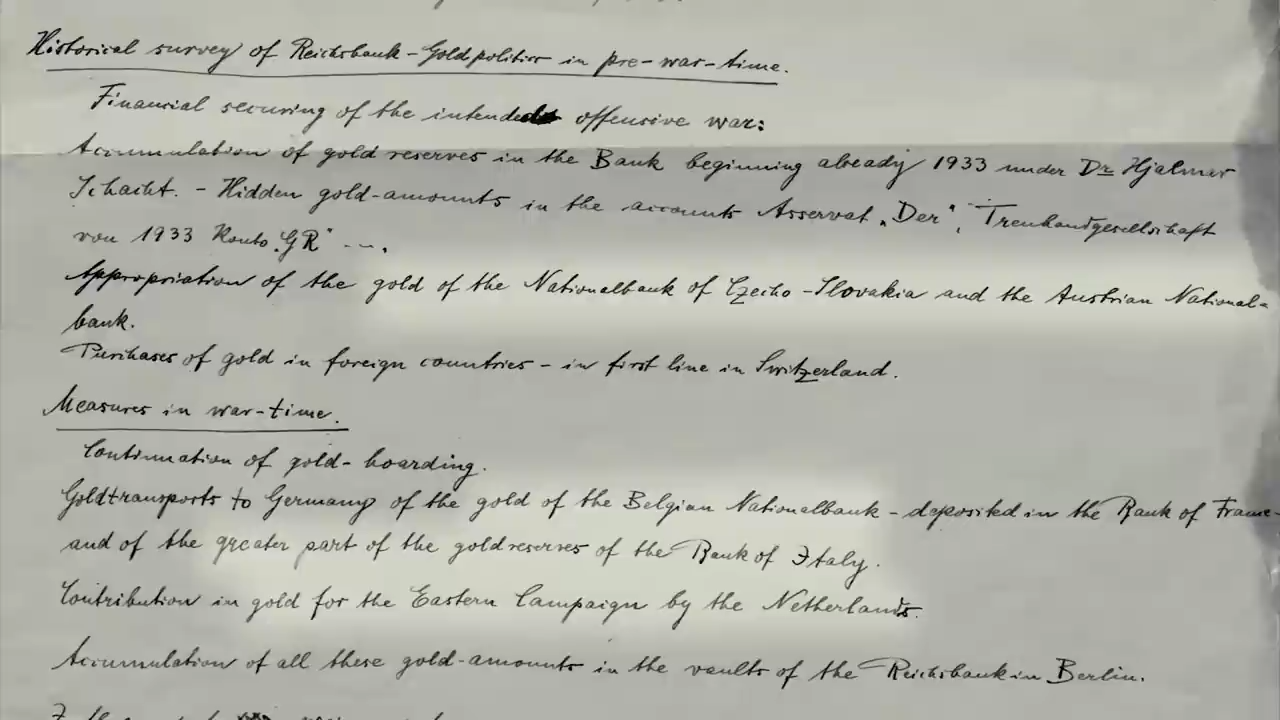 Historical survey of Reichsbank-Goldpolitics in pre-war-time.
Financial securing of the intended offensive war:
Accumulation of gold reserves in the Bank beginning already 1933 under Dr Hjalmar
Schacht. - Hidden gold-amounts in the accounts Asservat „Der“, Treuhandgesellschaft
von 1933 Konto „GR“ ---.
Appropriation of the gold of the Nationalbank of Czecho-Slovakia and the Austrian National-
bank.
Purchases of gold in foreign countries - in first line in Switzerland.
Measures in war-time.
Continuation of gold-hoarding.
Goldtransports to Germany of the gold of the Belgian Nationalbank - deposited in the Bank of France-
and of the greater part of the goldreserves of the Bank of Italy.
Contribution in gold for the Eastern Campaign by the Netherlands.
Accumulation of all these gold-amounts in the vaults of the Reichsbank in Berlin.